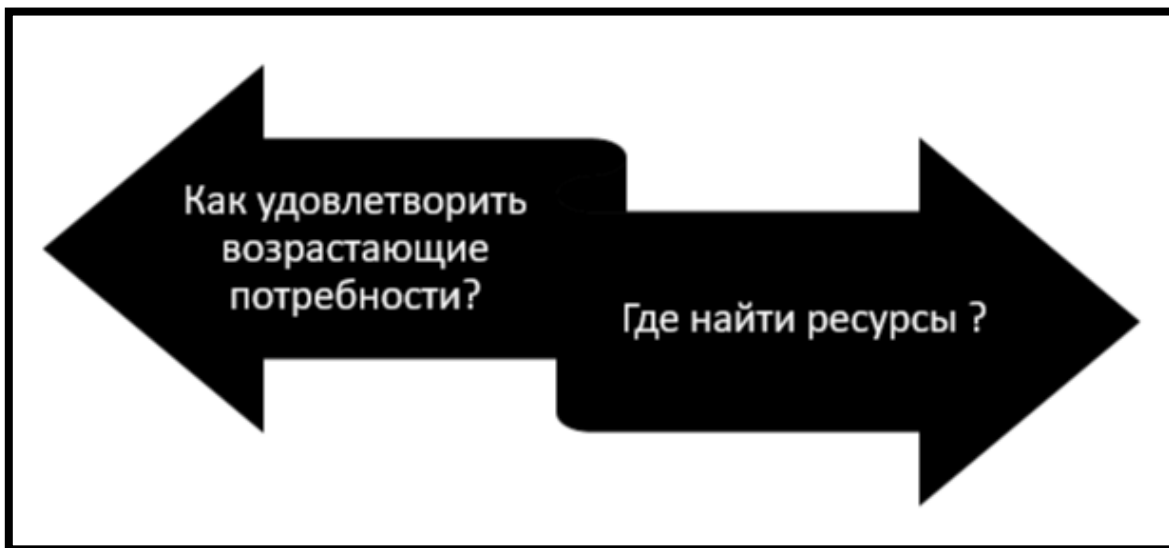 Как удовлетворить
возрастающие
потребности?
Где найти ресурсы ?